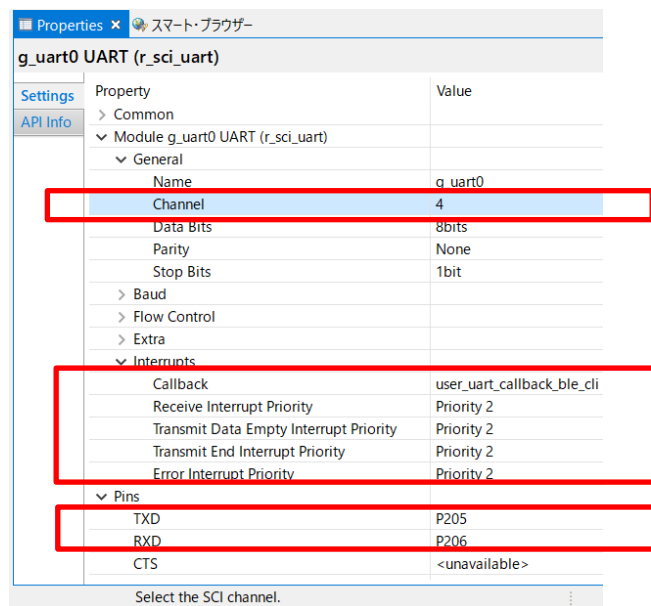 Properties × スマート・ブラウザー
g_uart0 UART (r_sci_uart)
Settings
API Info
Property Value
> Common
Module g_uart0 UART (r_sci_uart)
General
Name g_uart0
Channel 4
Data Bits 8bits
Parity None
Stop Bits 1bit
> Baud
> Flow Control
> Extra
Interrupts
Callback user_uart_callback_ble_cli
Receive Interrupt Priority Priority 2
Transmit Data Empty Interrupt Priority Priority 2
Transmit End Interrupt Priority Priority 2
Error Interrupt Priority Priority 2
Pins
TXD P205
RXD P206
CTS <unavailable>
Select the SCI channel.